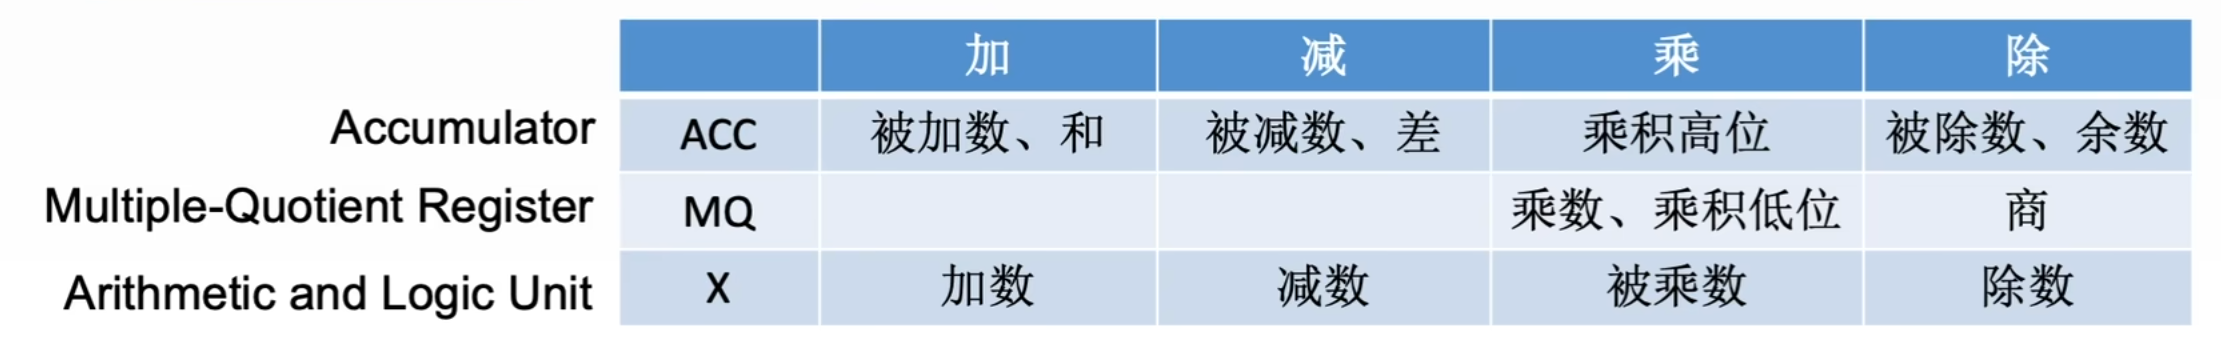 加 减 乘 除
Accumulator ACC 被加数、和 被减数、差 乘积高位 被除数、余数
Multiple-Quotient Register MQ 乘数、乘积低位 商
Arithmetic and Logic Unit X 加数 减数 被乘数 除数